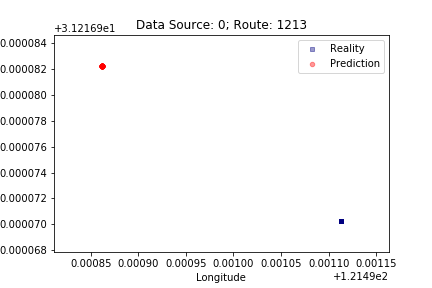 Data Source: 0; Route: 1213
+3.12169e1
0.000084
0.000082
0.000080
0.000078
0.000076
0.000074
0.000072
0.000070
0.000068
Reality
Prediction
0.00085 0.00090 0.00095 0.00100 0.00105 0.00110 0.00115
Longitude
+1.2149e2